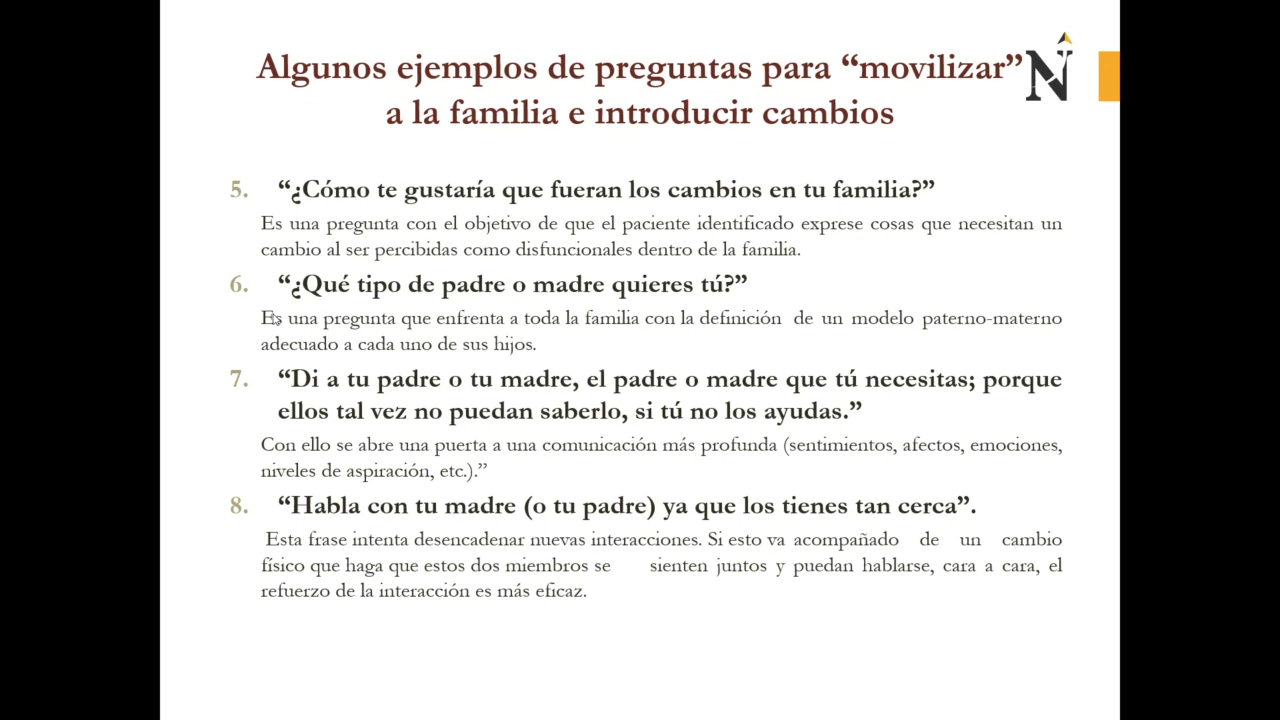 Algunos ejemplos de preguntas para “movilizar”
a la familia e introducir cambios
N
5. “¿Cómo te gustaría que fueran los cambios en tu familia?”
Es una pregunta con el objetivo de que el paciente identificado exprese cosas que necesitan un
cambio al ser percibidas como disfuncionales dentro de la familia.
6. “¿Qué tipo de padre o madre quieres tú?”
Es una pregunta que enfrenta a toda la familia con la definición de un modelo paterno-materno
adecuado a cada uno de sus hijos.
7. “Di a tu padre o tu madre, el padre o madre que tú necesitas; porque
ellos tal vez no puedan saberlo, si tú no los ayudas.”
Con ello se abre una puerta a una comunicación más profunda (sentimientos, afectos, emociones,
niveles de aspiración, etc.).”
8. “Habla con tu madre (o tu padre) ya que los tienes tan cerca”.
Esta frase intenta desencadenar nuevas interacciones. Si esto va acompañado de un cambio
físico que haga que estos dos miembros se sienten juntos y puedan hablarse, cara a cara, el
refuerzo de la interacción es más eficaz.